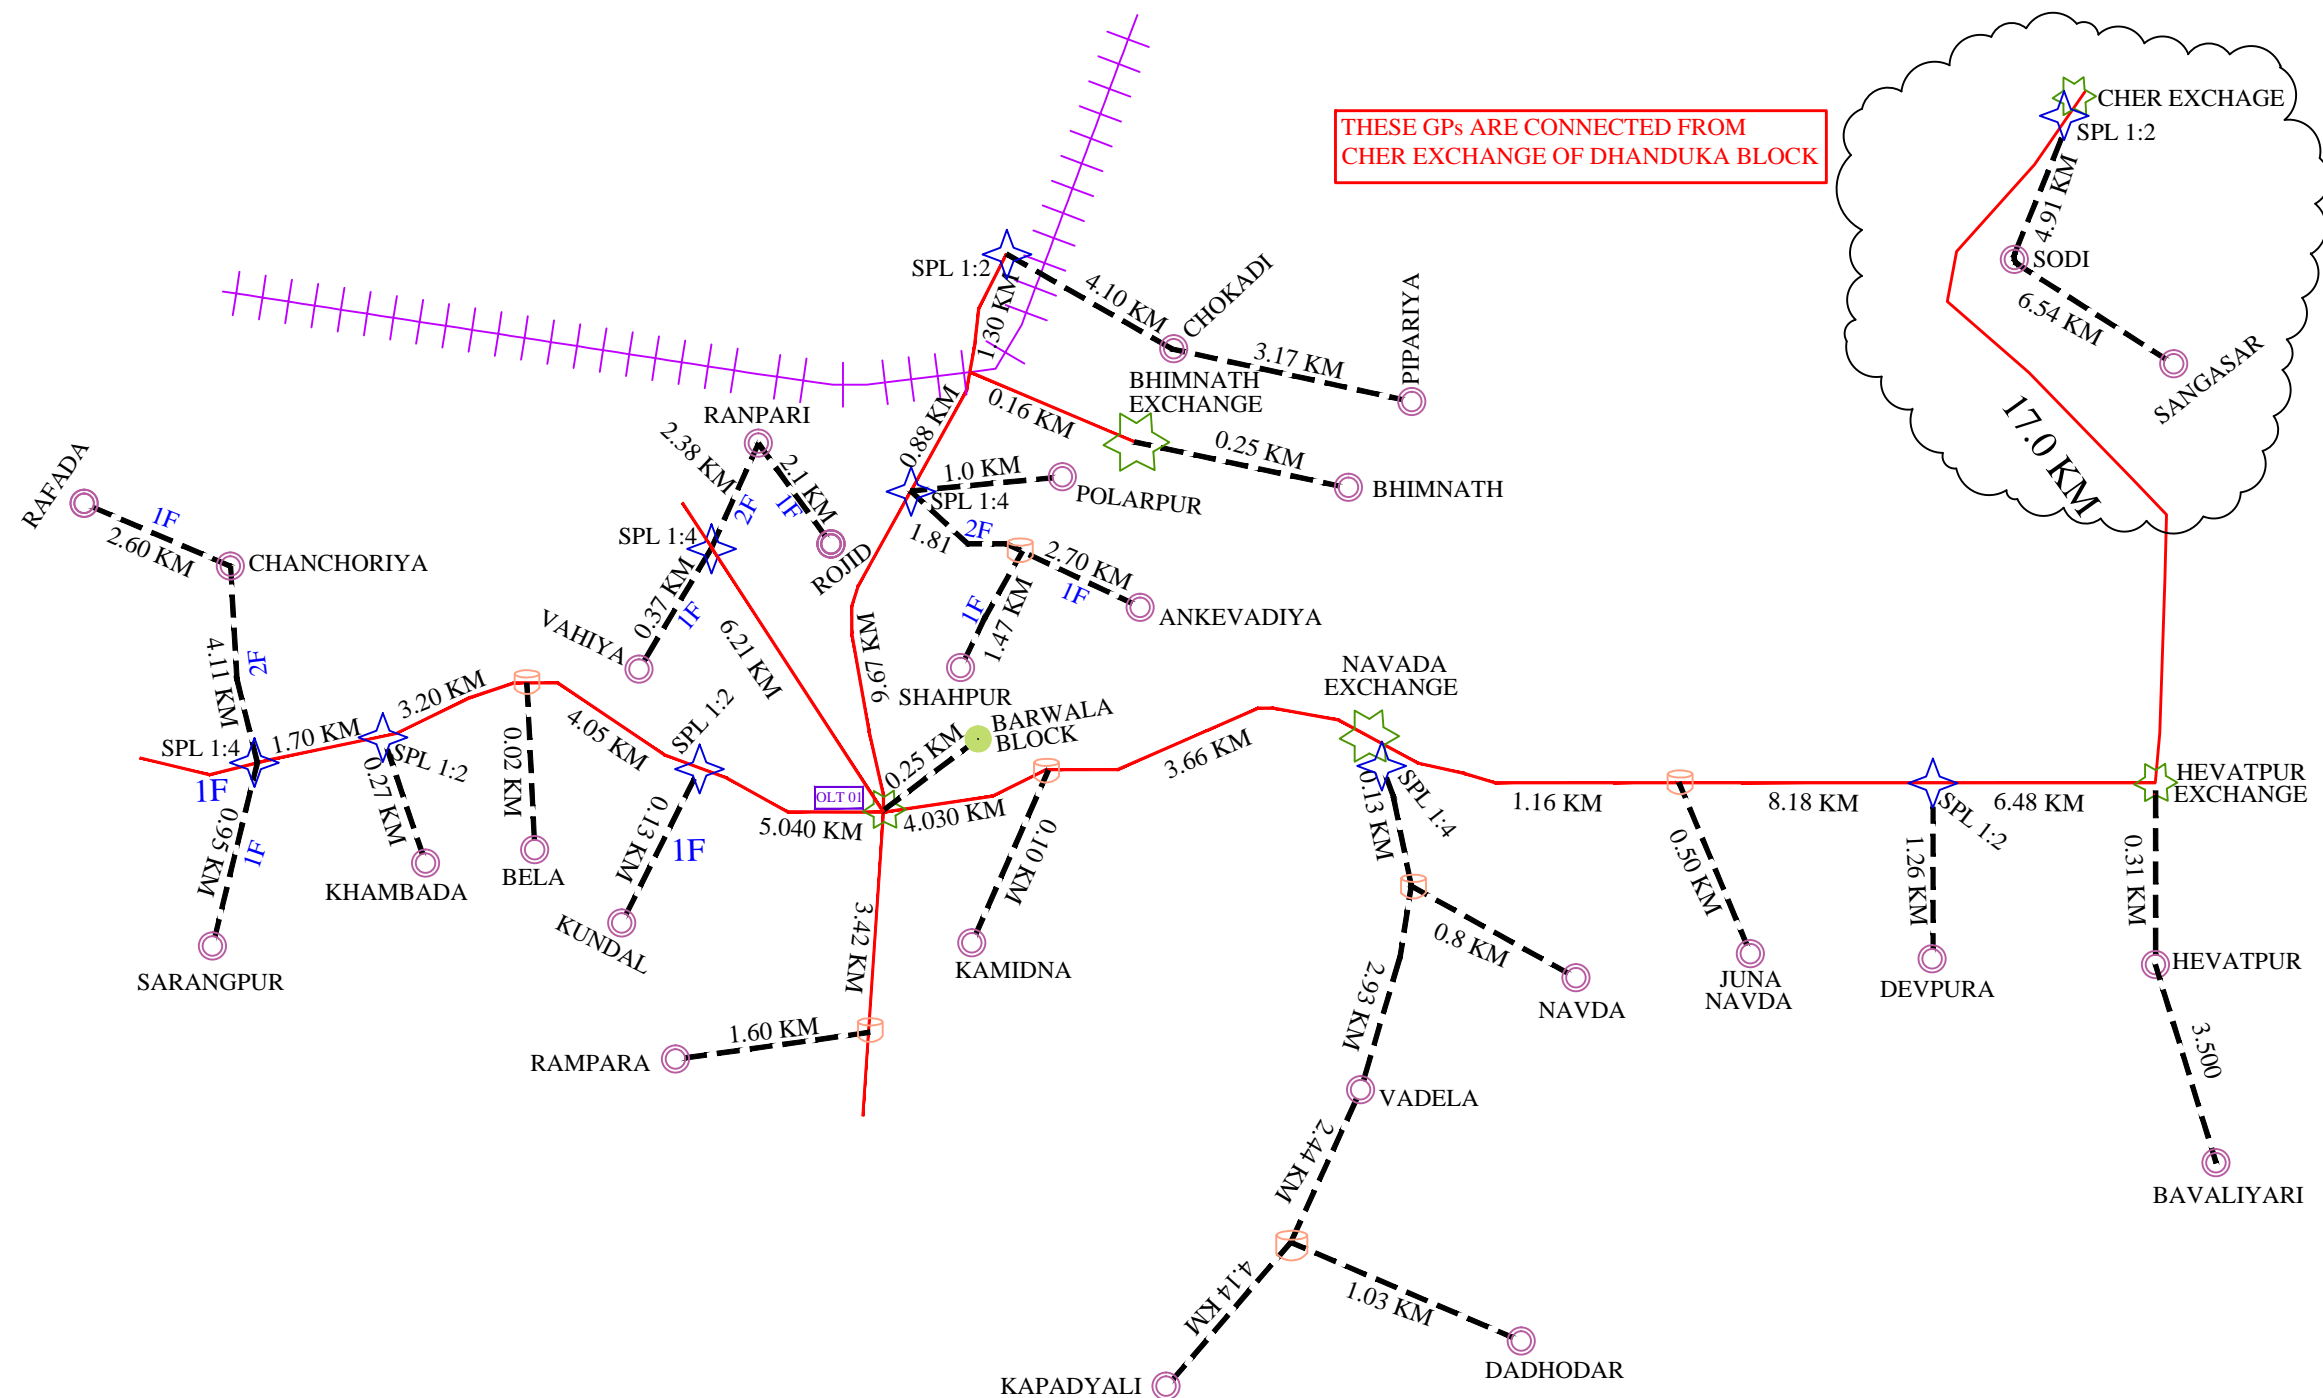 CHER EXCHAGE
THESE GPs ARE CONNECTED FROM
CHER EXCHANGE OF DHANDUKA BLOCK
SPL 1:2
4.91 KM
SODI
6.54 KM
SANGASAR
17.0 KM
SPL 1:2
1.30 KM
4.10 KM
CHOKADI
3.17 KM
PIPARIYA
BHIMNATH
EXCHANGE
0.16 KM
0.25 KM
BHIMNATH
0.88 KM
1.0 KM
POLARPUR
SPL 1:4
1.81
2F
2.70 KM
1F
ANKEVADIYA
1F
1.47 KM
SHAHPUR
9.67 KM
RANPARI
2.38 KM
2F
2.1 KM
1F
ROJID
SPL 1:4
0.37 KM
1F
VAHIYA
6.21 KM
RAFADA
1F
2.60 KM
CHANCHORIYA
4.11 KM
2F
SPL 1:4
1.70 KM
1F
0.95 KM
1F
SARANGPUR
3.20 KM
SPL 1:2
0.27 KM
KHAMBADA
0.02 KM
BELA
4.05 KM
SPL 1:2
0.13 KM
1F
KUNDAL
OLT 01
5.040 KM
0.25 KM
BARWALA
BLOCK
4.030 KM
0.10 KM
KAMIDNA
3.42 KM
1.60 KM
RAMPARA
3.66 KM
NAVADA
EXCHANGE
SPL 1:4
0.13 KM
0.8 KM
NAVDA
2.93 KM
VADELA
2.44 KM
4.14 KM
KAPADYALI
1.03 KM
DADHODAR
1.16 KM
0.50 KM
JUNA
NAVDA
8.18 KM
SPL 1:2
1.26 KM
DEVPURA
6.48 KM
HEVATPUR
EXCHANGE
0.31 KM
HEVATPUR
3.500
BAVALIYARI